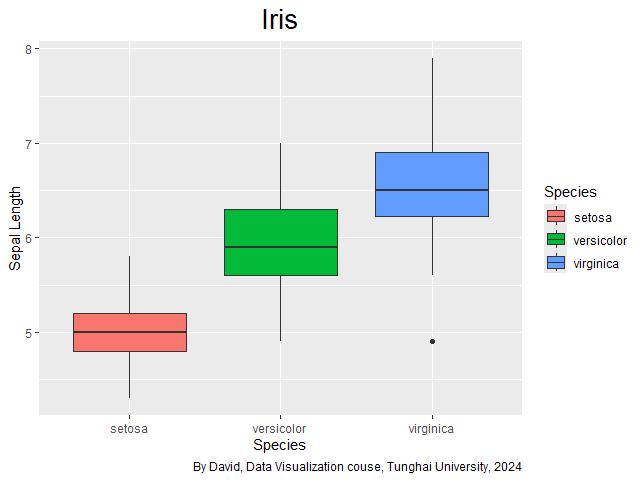 Iris
8
7
6
5
Sepal Length
setosa
versicolor
virginica
Species
Species
setosa
versicolor
virginica
By David, Data Visualization couse, Tunghai University, 2024